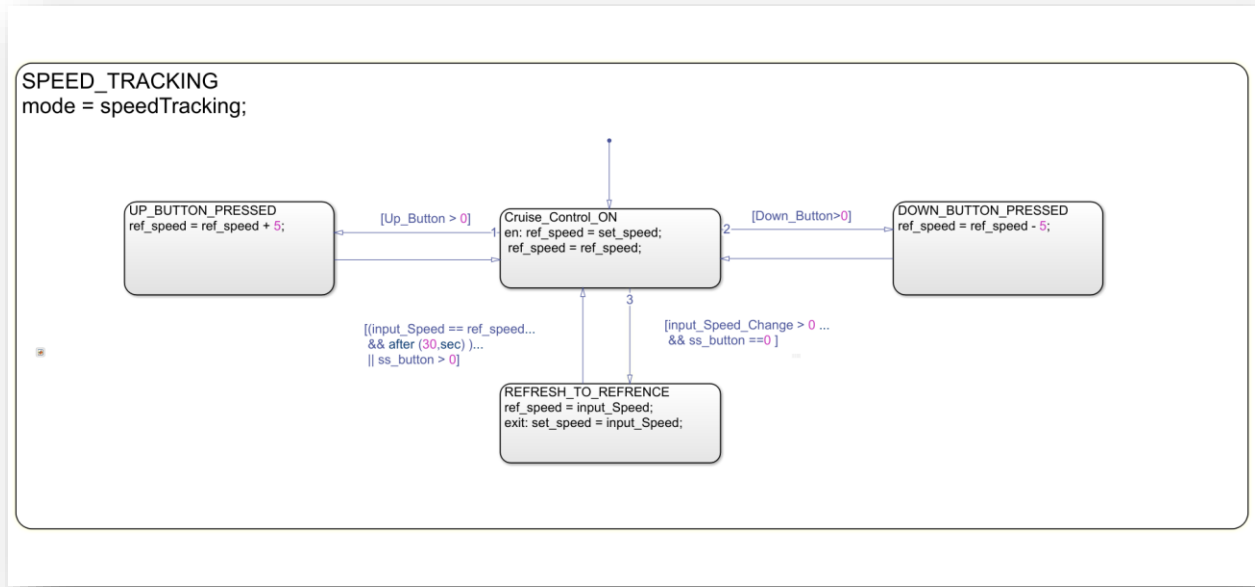 SPEED_TRACKING
mode = speedTracking;
UP_BUTTON_PRESSED
ref_speed = ref_speed + 5;
[Up_Button > 0]
1
Cruise_Control_ON
en: ref_speed = set_speed;
ref_speed = ref_speed;
2
[Down_Button>0]
DOWN_BUTTON_PRESSED
ref_speed = ref_speed - 5;
3
[(input_Speed == ref_speed...
&& after (30,sec) )...
|| ss_button > 0]
[input_Speed_Change > 0 ...
&& ss_button ==0 ]
REFRESH_TO_REFRENCE
ref_speed = input_Speed;
exit: set_speed = input_Speed;